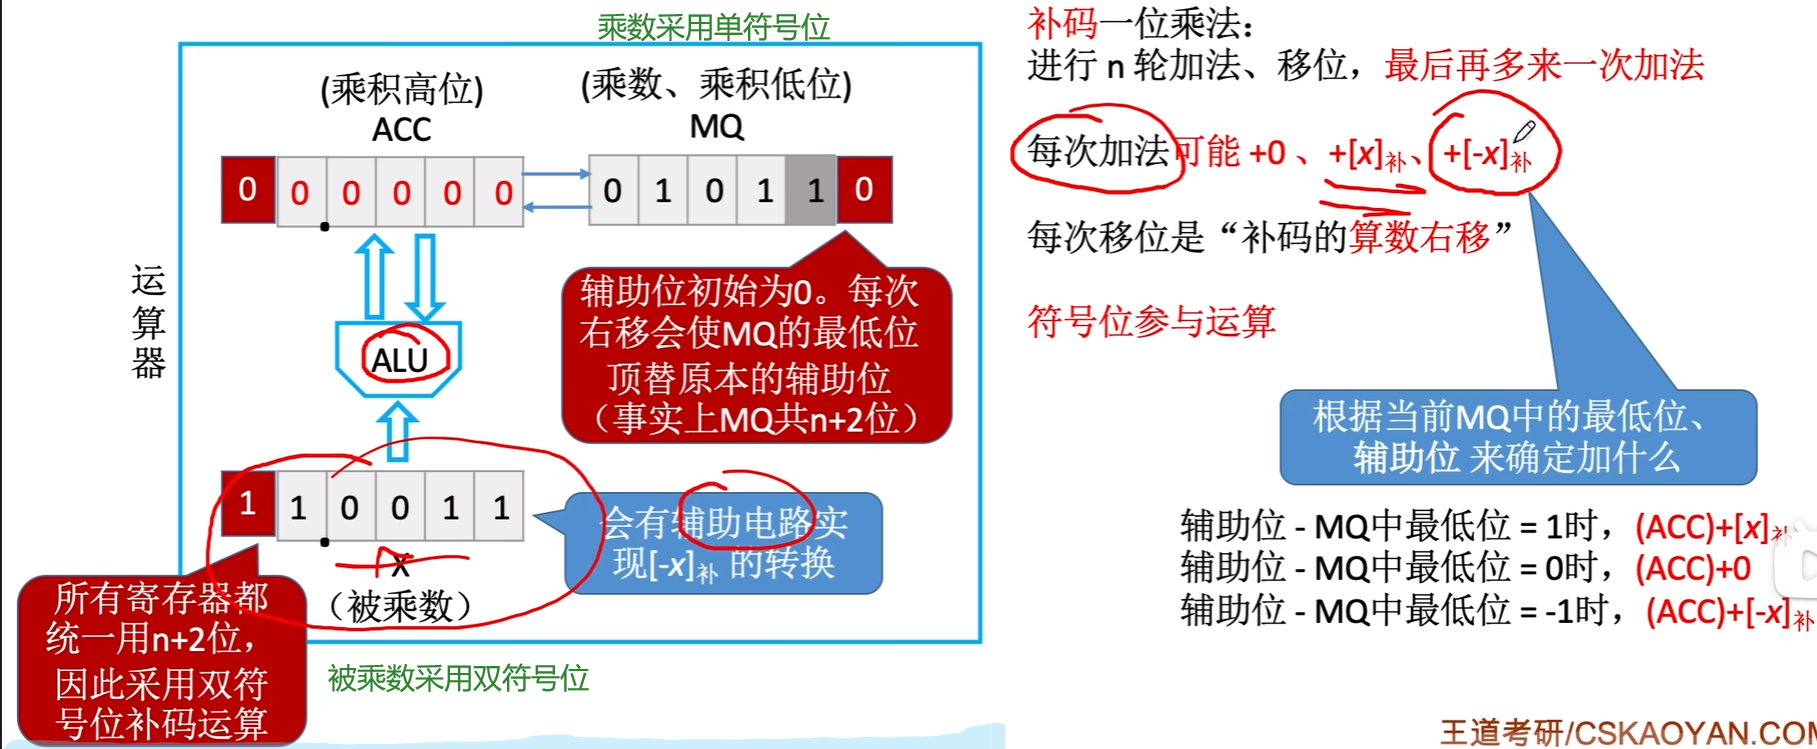 乘数采用单符号位
(乘积高位)
ACC
(乘数、乘积低位)
MQ
0 0 0 0 0 0
0 1 0 1 1 0
运算器
ALU
辅助位初始为0。每次
右移会使MQ的最低位
顶替原本的辅助位
（事实上MQ共n+2位）
1 1 0 0 1 1
X
（被乘数）
会有辅助电路实
现[-x]补 的转换
所有寄存器都
统一用n+2位，
因此采用双符
号位补码运算
被乘数采用双符号位
补码一位乘法：
进行 n 轮加法、移位，最后再多来一次加法
每次加法可能 +0 、+[x]补、+[-x]补
每次移位是“补码的算数右移”
符号位参与运算
根据当前MQ中的最低位、
辅助位 来确定加什么
辅助位 - MQ中最低位 = 1时，(ACC)+[x]补
辅助位 - MQ中最低位 = 0时，(ACC)+0
辅助位 - MQ中最低位 = -1时，(ACC)+[-x]补
王道考研/CSKAOYAN.COM